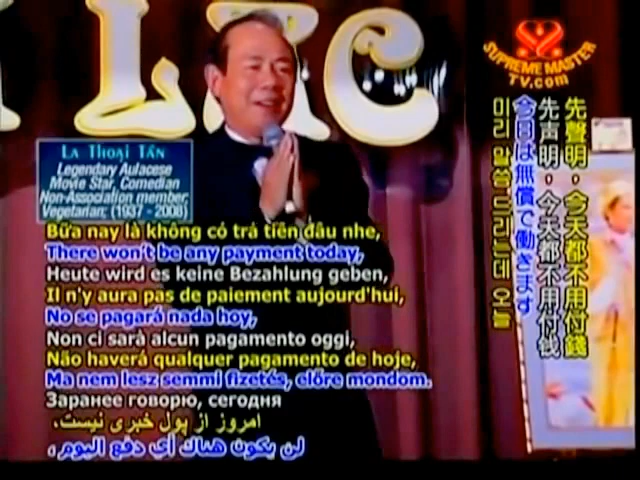 LTC
SUPREME MASTER
TV.com
LA THOẠI TẤN
Legendary Aulacese
Movie Star, Comedian
Non-Association member,
Vegetarian; (1937 - 2008)
Bữa nay là không có trả tiền đâu nhe,
There won't be any payment today,
Heute wird es keine Bezahlung geben,
Il n'y aura pas de paiement aujourd'hui,
No se pagará nada hoy,
Non ci sarà alcun pagamento oggi,
Não haverá qualquer pagamento de hoje,
Ma nem lesz semmi fizetés, előre mondom.
Заранее говорю, сегодня
امروز از پول خبری نیست،
لن يكون هناك أي دفع اليوم،
先聲明，今天都不用付錢
先声明，今天都不用付钱
今日は無償で働きます
미리 말씀드리는데 오늘